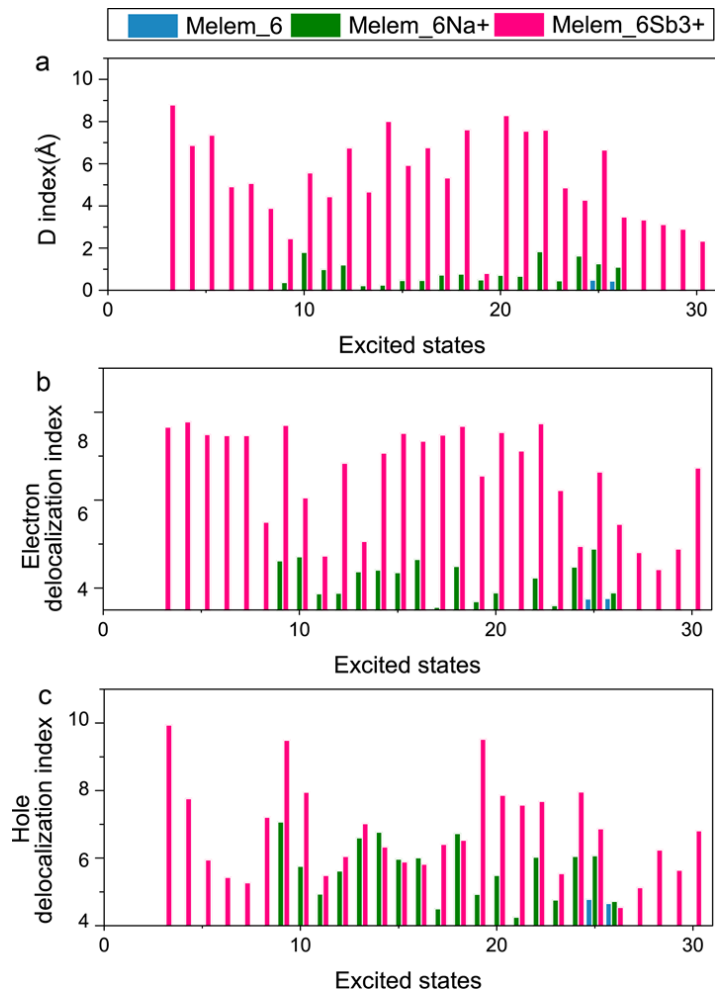 Melem_6 Melem_6Na+ Melem_6Sb3+
a
10
8
6
4
2
0
D index(Å)
0 10 20 30
Excited states
b
8
6
4
Electron
delocalization index
0 10 20 30
Excited states
c
10
8
6
4
Hole
delocalization index
0 10 20 30
Excited states